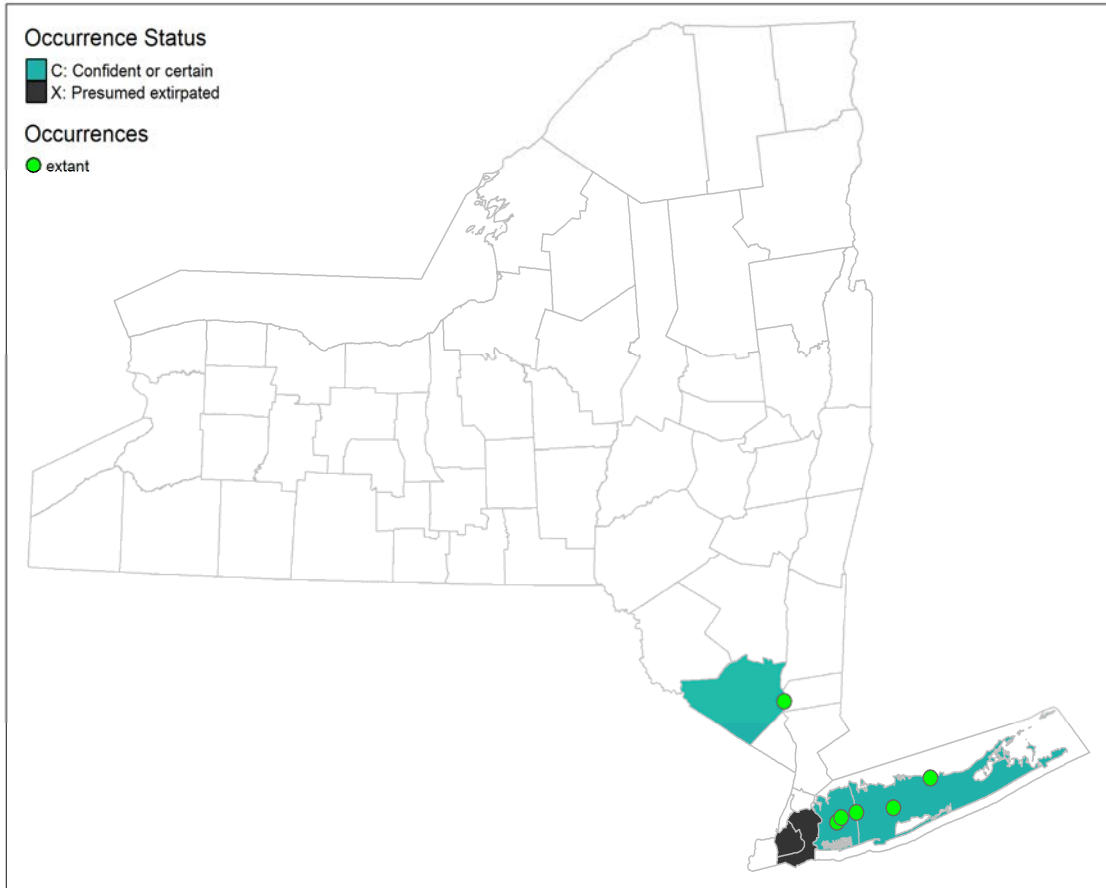 Occurrence Status
C: Confident or certain
X: Presumed extirpated
Occurrences
extant